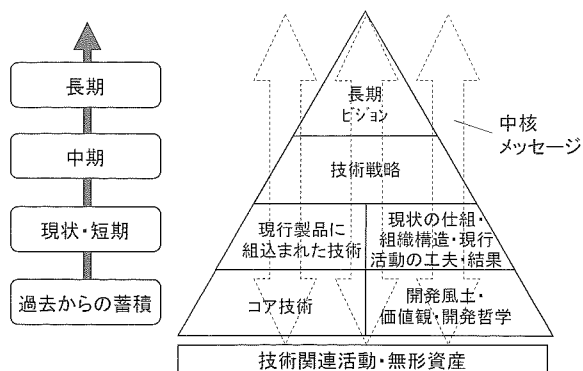 長期
中期
現状・短期
過去からの蓄積
長期
ビジョン
技術戦略
現行製品に
組込まれた技術
現状の仕組・
組織構造・現行
活動の工夫・結果
コア技術
開発風土・
価値観・開発哲学
技術関連活動・無形資産
中核
メッセージ